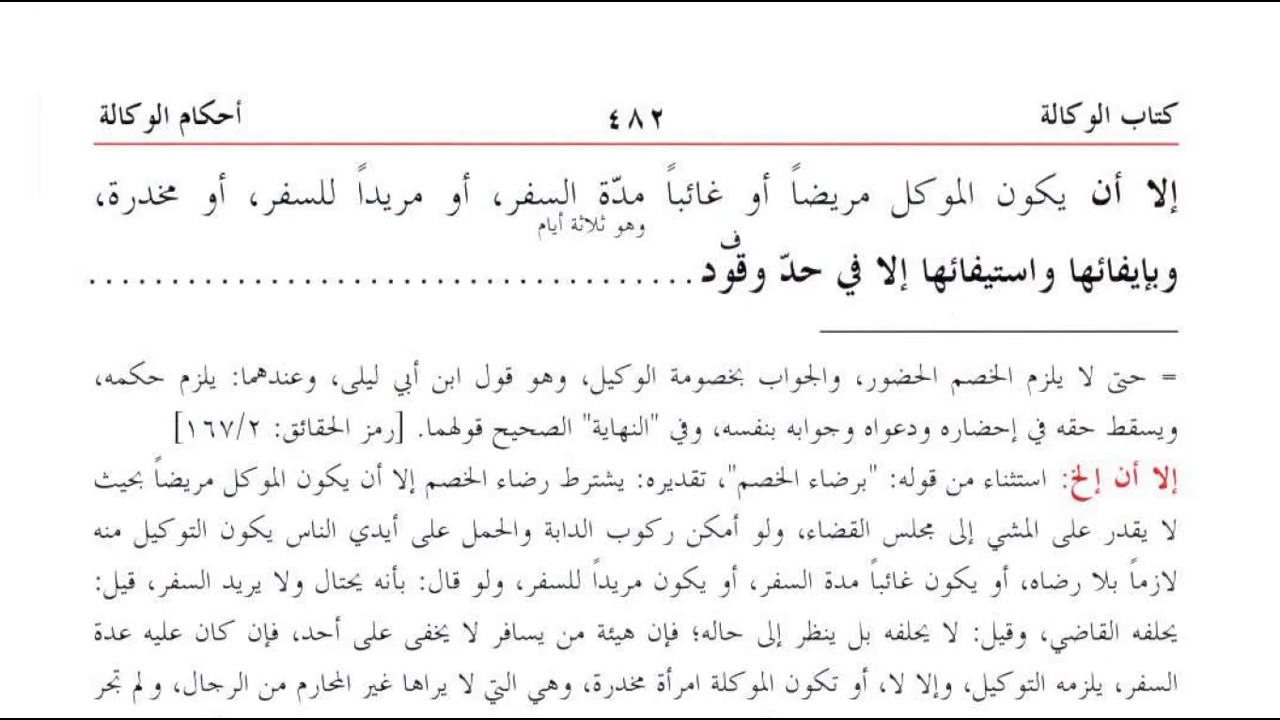 كتاب الوكالة ٤٨٢ أحكام الوكالة
إلا أن يكون الموكل مريضاً أو غائباً مدّة السفر، أو مريداً للسفر، أو مخدرة،
وهو ثلاثة أيام
وبإيفائها واستيفائها إلا في حدّ وقود......................................
= حتى لا يلزم الخصم الحضور، والجواب بخصومة الوكيل، وهو قول ابن أبي ليلى، وعندهما: يلزم حكمه،
ويسقط حقه في إحضاره ودعواه وجوابه بنفسه، وفي "النهاية" الصحيح قولهما. [رمز الحقائق: ١٦٧/٢]
إلا أن إلخ: استثناء من قوله: "برضاء الخصم"، تقديره: يشترط رضاء الخصم إلا أن يكون الموكل مريضاً بحيث
لا يقدر على المشي إلى مجلس القضاء، ولو أمكن ركوب الدابة والحمل على أيدي الناس يكون التوكيل منه
لازماً بلا رضاه، أو يكون غائباً مدة السفر، أو يكون مريداً للسفر، ولو قال: بأنه يحتال ولا يريد السفر، قيل:
يحلفه القاضي، وقيل: لا يحلفه بل ينظر إلى حاله؛ فإن هيئة من يسافر لا يخفى على أحد، فإن كان عليه عدة
السفر، يلزمه التوكيل، وإلا لا، أو تكون الموكلة امرأة مخدرة، وهي التي لا يراها غير المحارم من الرجال، ولم تجر